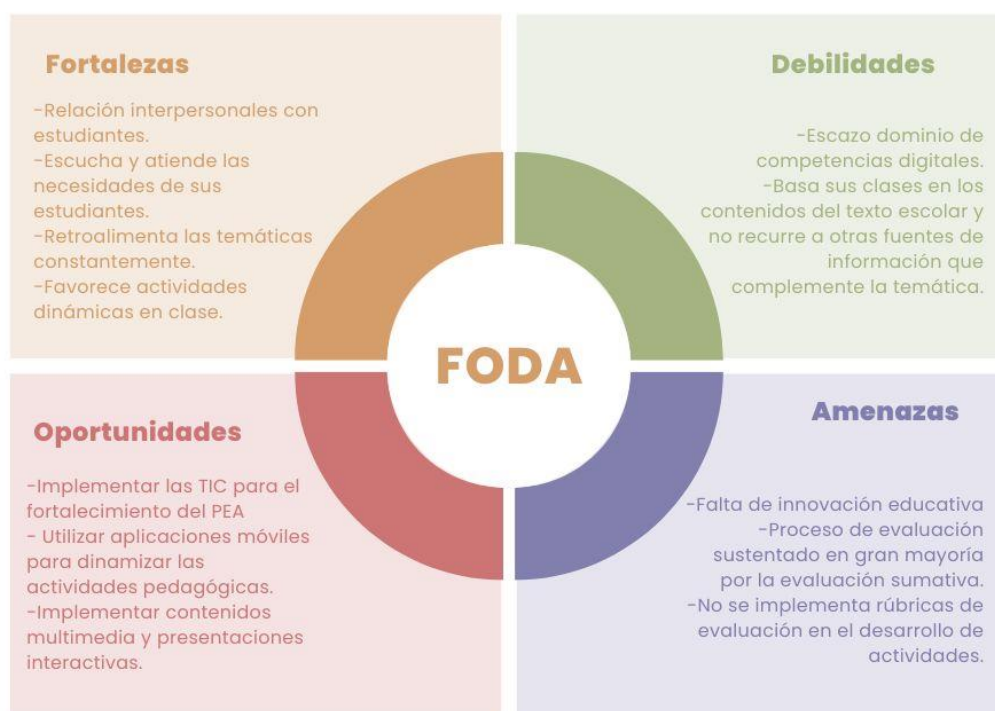 Fortalezas
-Relación interpersonales con
estudiantes.
-Escucha y atiende las
necesidades de sus
estudiantes.
-Retroalimenta las temáticas
constantemente.
-Favorece actividades
dinámicas en clase.
Debilidades
-Escazo dominio de
competencias digitales.
-Basa sus clases en los
contenidos del texto escolar y
no recurre a otras fuentes de
información que
complemente la temática.
FODA
Oportunidades
-Implementar las TIC para el
fortalecimiento del PEA
- Utilizar aplicaciones móviles
para dinamizar las
actividades pedagógicas.
-Implementar contenidos
multimedia y presentaciones
interactivas.
Amenazas
-Falta de innovación educativa
-Proceso de evaluación
sustentado en gran mayoría
por la evaluación sumativa.
-No se implementa rúbricas de
evaluación en el desarrollo de
actividades.